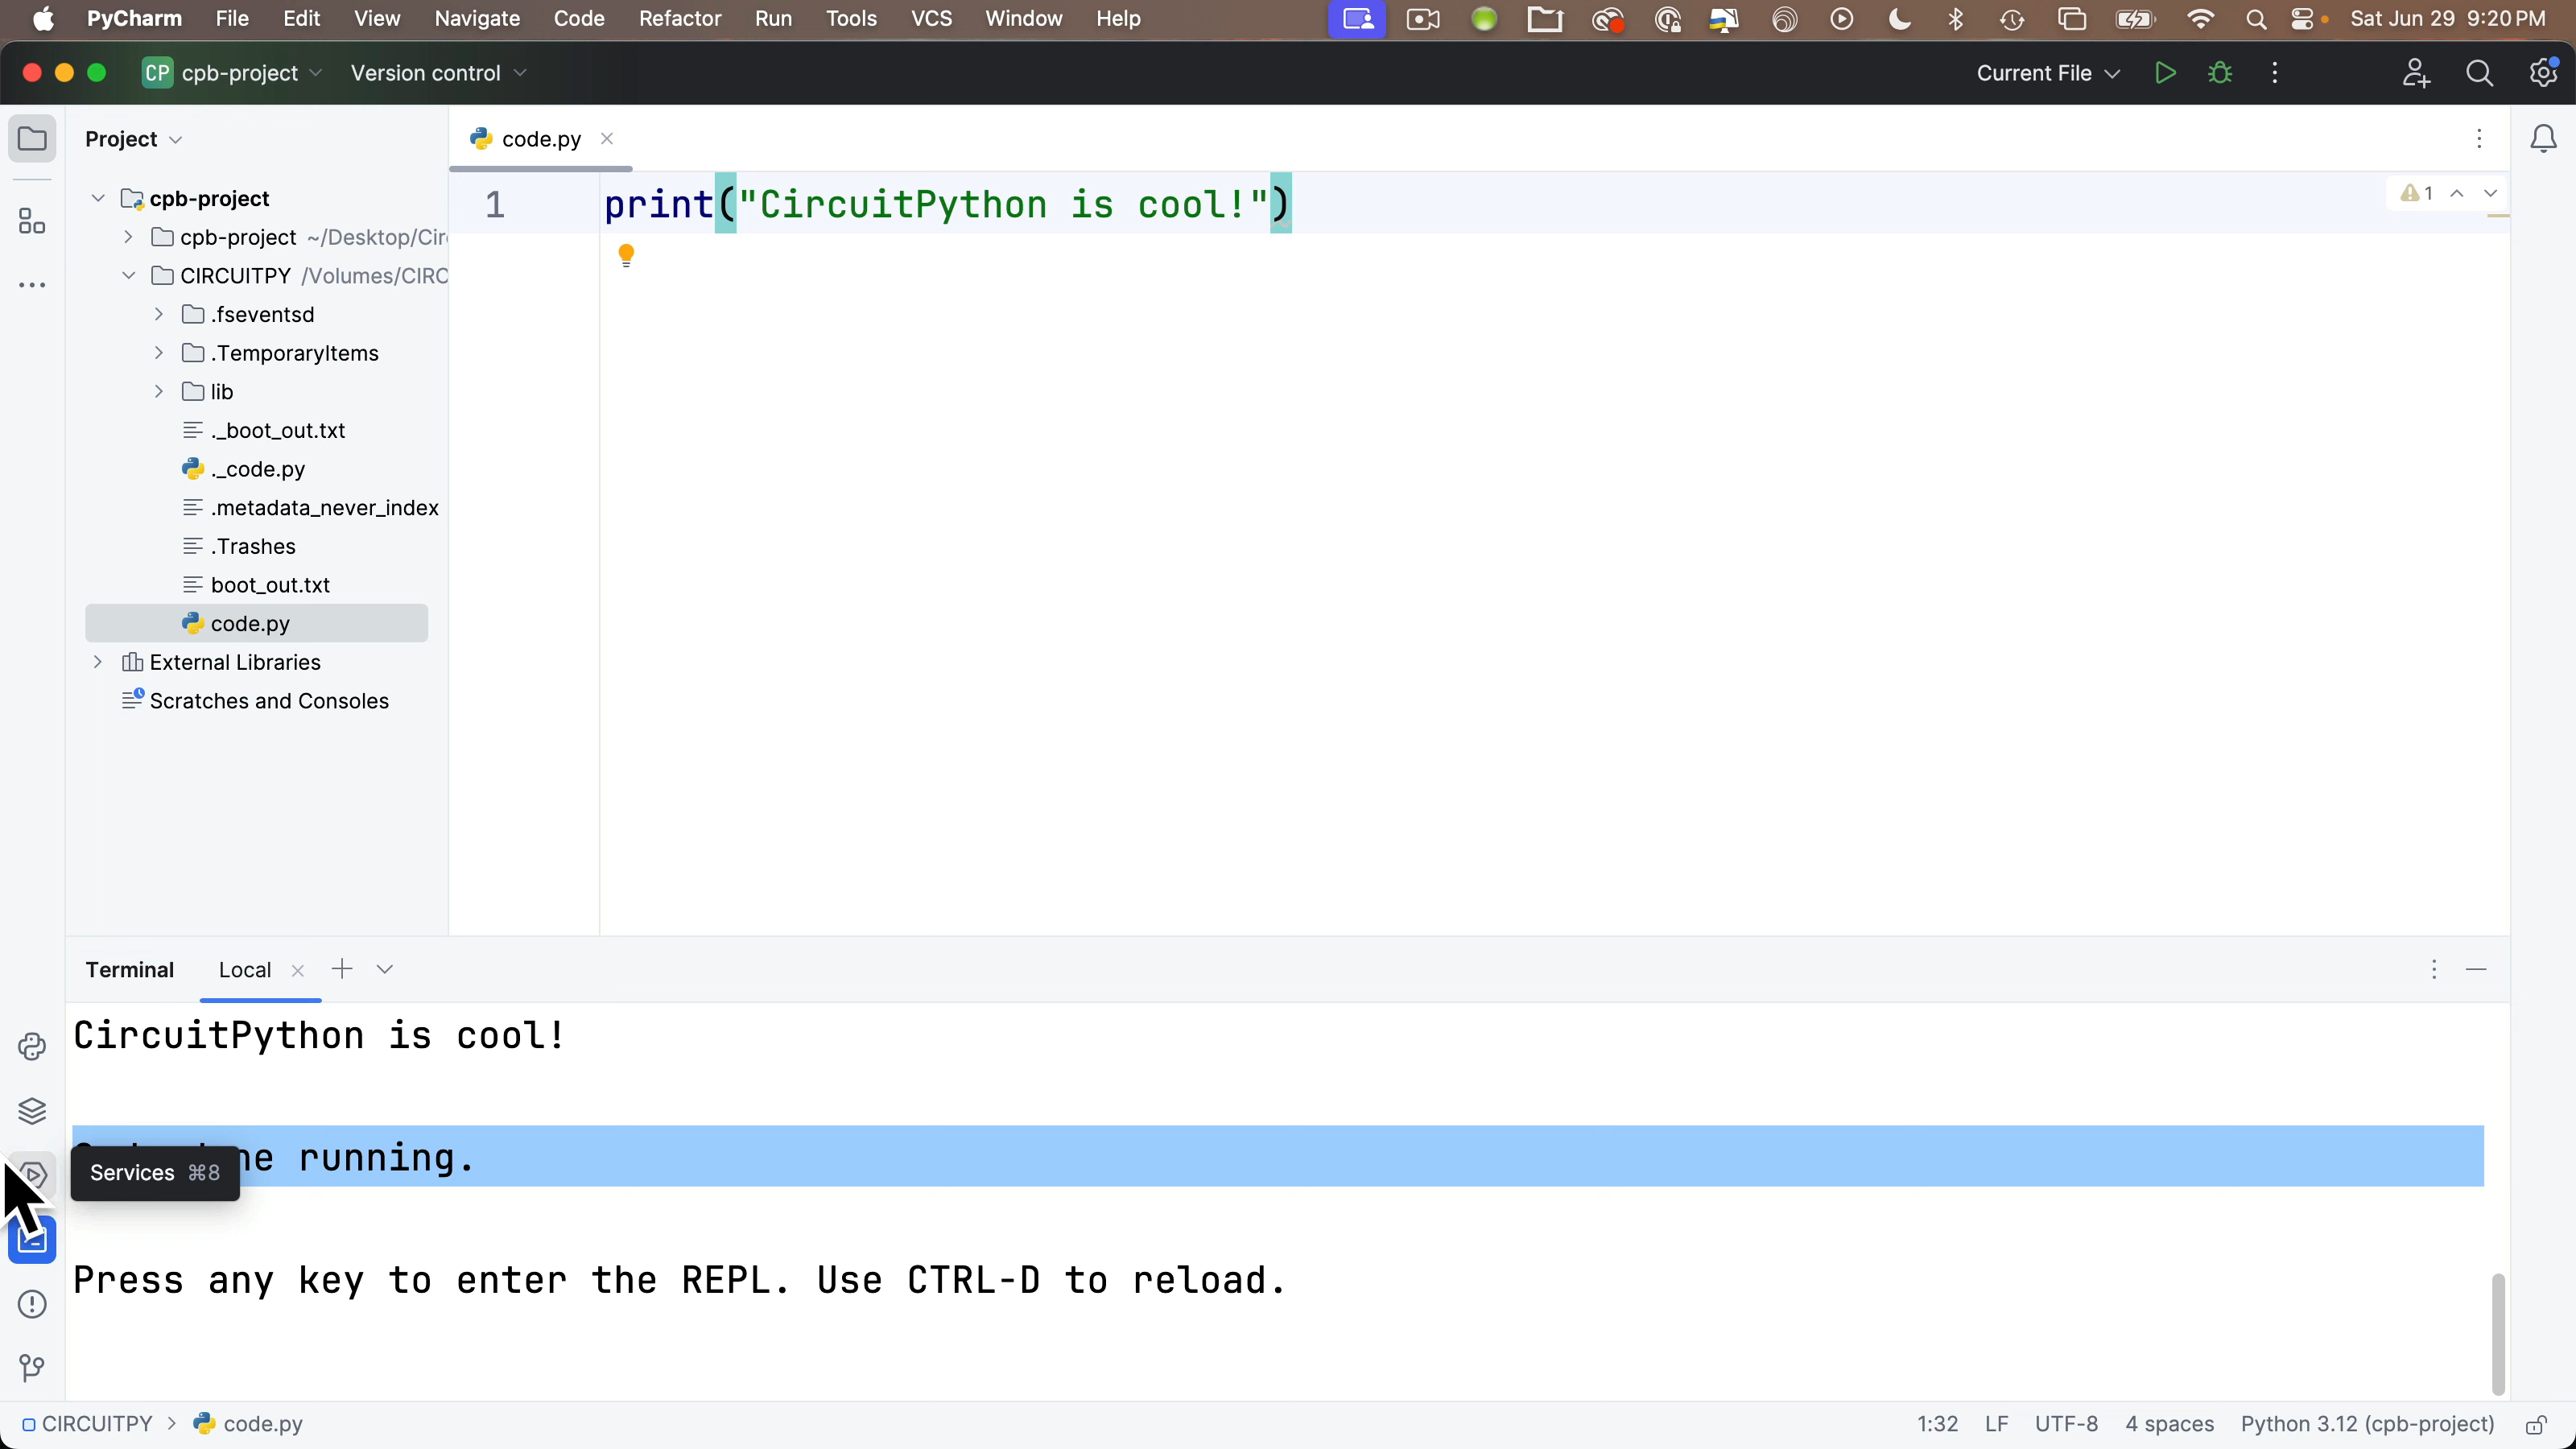 PyCharm File Edit View Navigate Code Refactor Run Tools VCS Window Help Sat Jun 29 9:20 PM
CP cpb-project Version control Current File
Project
code.py
cpb-project
1 print("CircuitPython is cool!")
1
cpb-project ~/Desktop/Cir
CIRCUITPY /Volumes/CIRC
.fseventsd
.TemporaryItems
lib
._boot_out.txt
._code.py
.metadata_never_index
.Trashes
boot_out.txt
code.py
External Libraries
Scratches and Consoles
Terminal Local
CircuitPython is cool!
running.
Services ⌘8
Press any key to enter the REPL. Use CTRL-D to reload.
CIRCUITPY > code.py 1:32 LF UTF-8 4 spaces Python 3.12 (cpb-project)